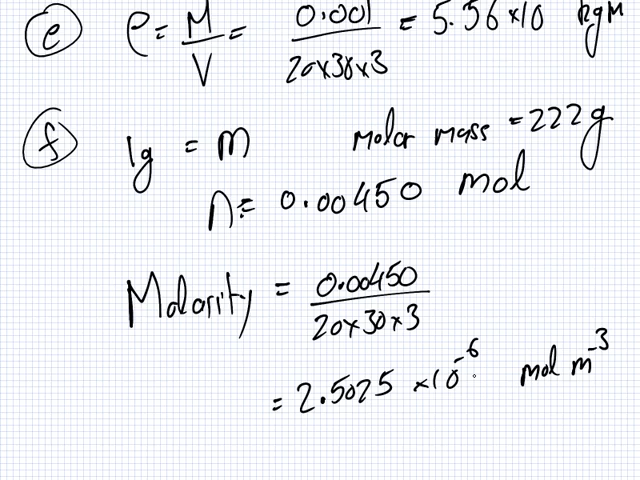 (e) ρ = M/V = 0.001/20×30×3 = 5.56×10 kgm
(f) 1g = m Molar mass = 222g
n = 0.00450 mol
Molarity = 0.00450/20×30×3
= 2.5025 ×10⁻⁶ mol m⁻³